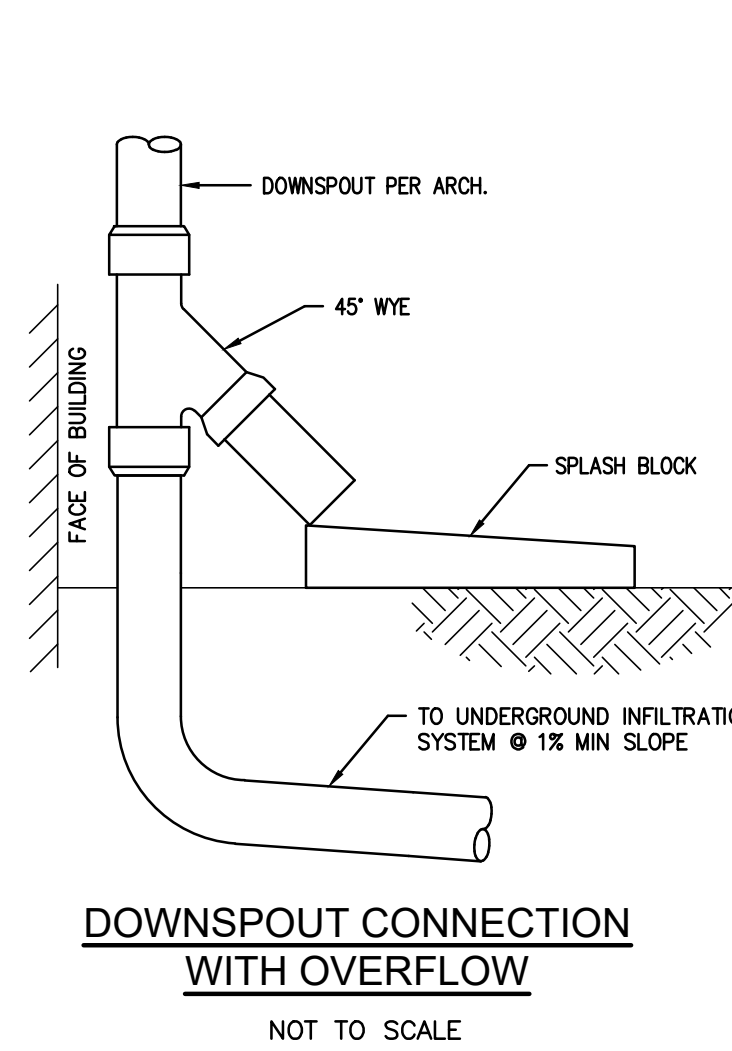 DOWNSPOUT PER ARCH.
45° WYE
FACE OF BUILDING
SPLASH BLOCK
TO UNDERGROUND
SYSTEM @ 1% MIN SLOPE
DOWNSPOUT CONNECTION
WITH OVERFLOW
NOT TO SCALE